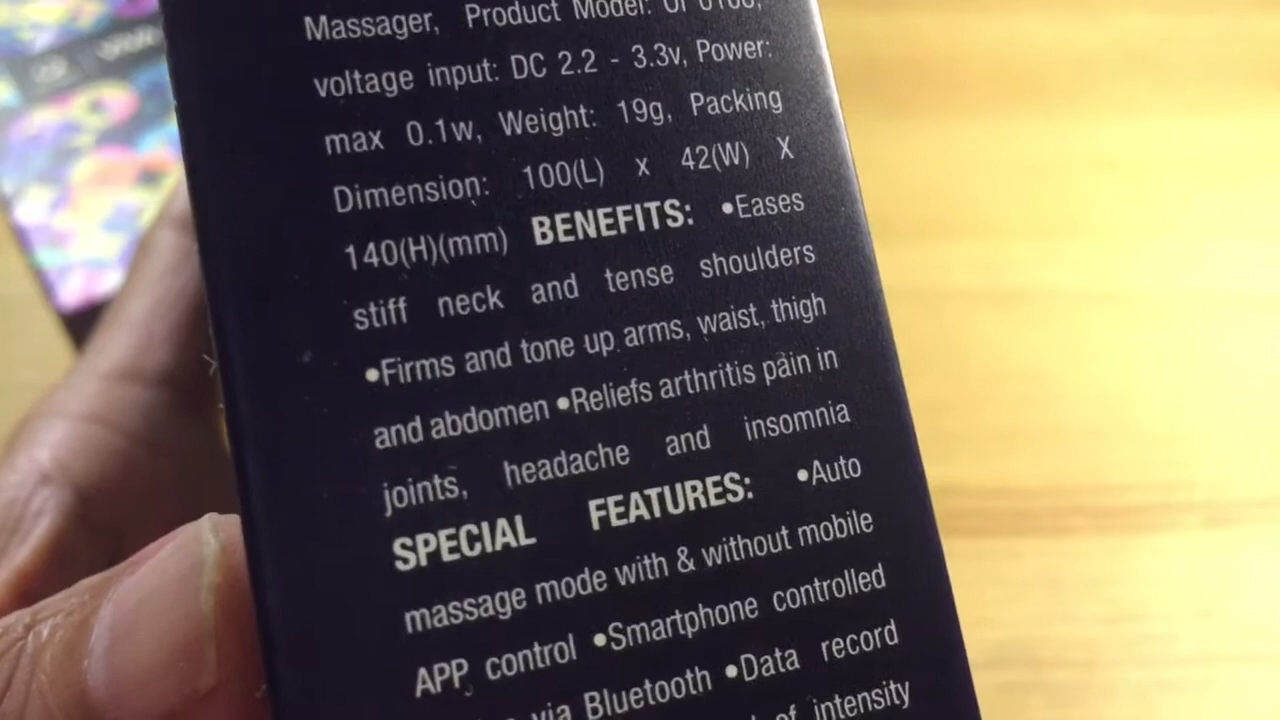 Massager, Product Model:
voltage input: DC 2.2 - 3.3v, Power:
max 0.1w, Weight: 19g, Packing
Dimension: 100(L) x 42(W) X
140(H)(mm) BENEFITS: •Eases
stiff neck and tense shoulders
•Firms and tone up arms, waist, thigh
and abdomen •Reliefs arthritis pain in
joints, headache and insomnia
SPECIAL FEATURES: •Auto
massage mode with & without mobile
APP control •Smartphone controlled
via Bluetooth •Data record
of intensity